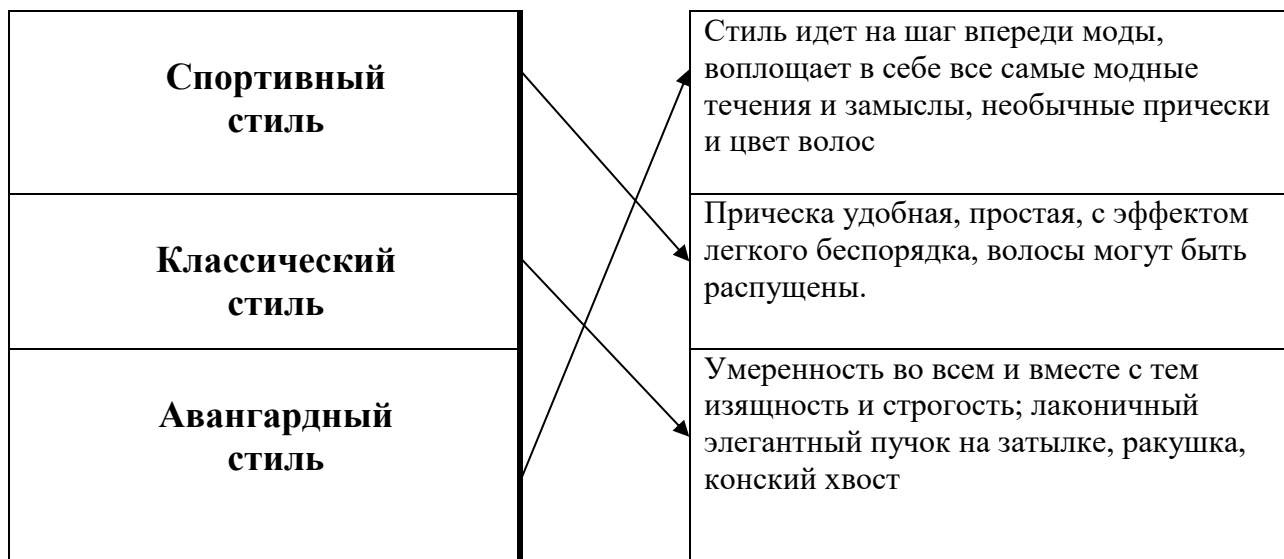 Спортивный
стиль
Стиль идет на шаг впереди моды,
воплощает в себе все самые модные
течения и замыслы, необычные прически
и цвет волос
Классический
стиль
Прическа удобная, простая, с эффектом
легкого беспорядка, волосы могут быть
распущены.
Авангардный
стиль
Умеренность во всем и вместе с тем
изящность и строгость; лаконичный
элегантный пучок на затылке, ракушка,
конский хвост